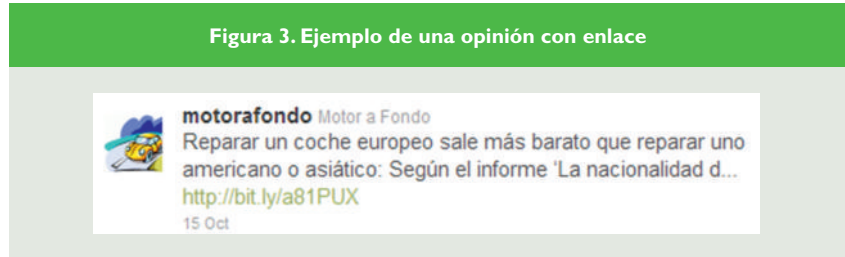 Figura 3. Ejemplo de una opinión con enlace
motorafondo Motor a Fondo
Reparar un coche europeo sale más barato que reparar uno
americano o asiático: Según el informe 'La nacionalidad d...
http://bit.ly/a81PUX
15 Oct